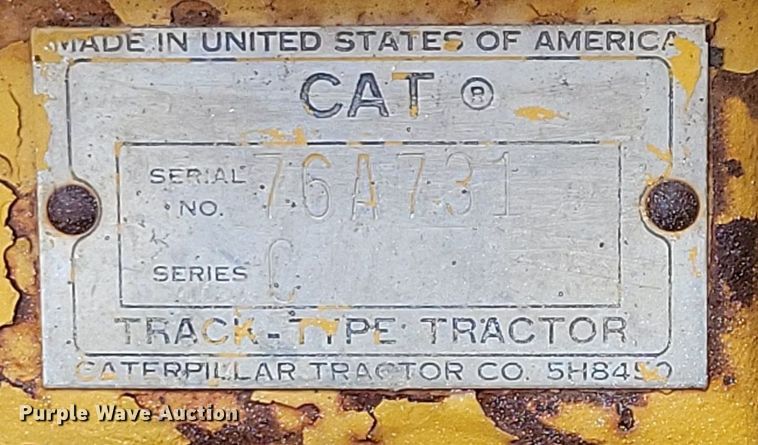 MADE IN UNITED STATES OF AMERICA
CAT ®
SERIAL NO. 76A731
SERIES C
TRACK-TYPE TRACTOR
CATERPILLAR TRACTOR CO. 5H8450
Purple Wave Auction